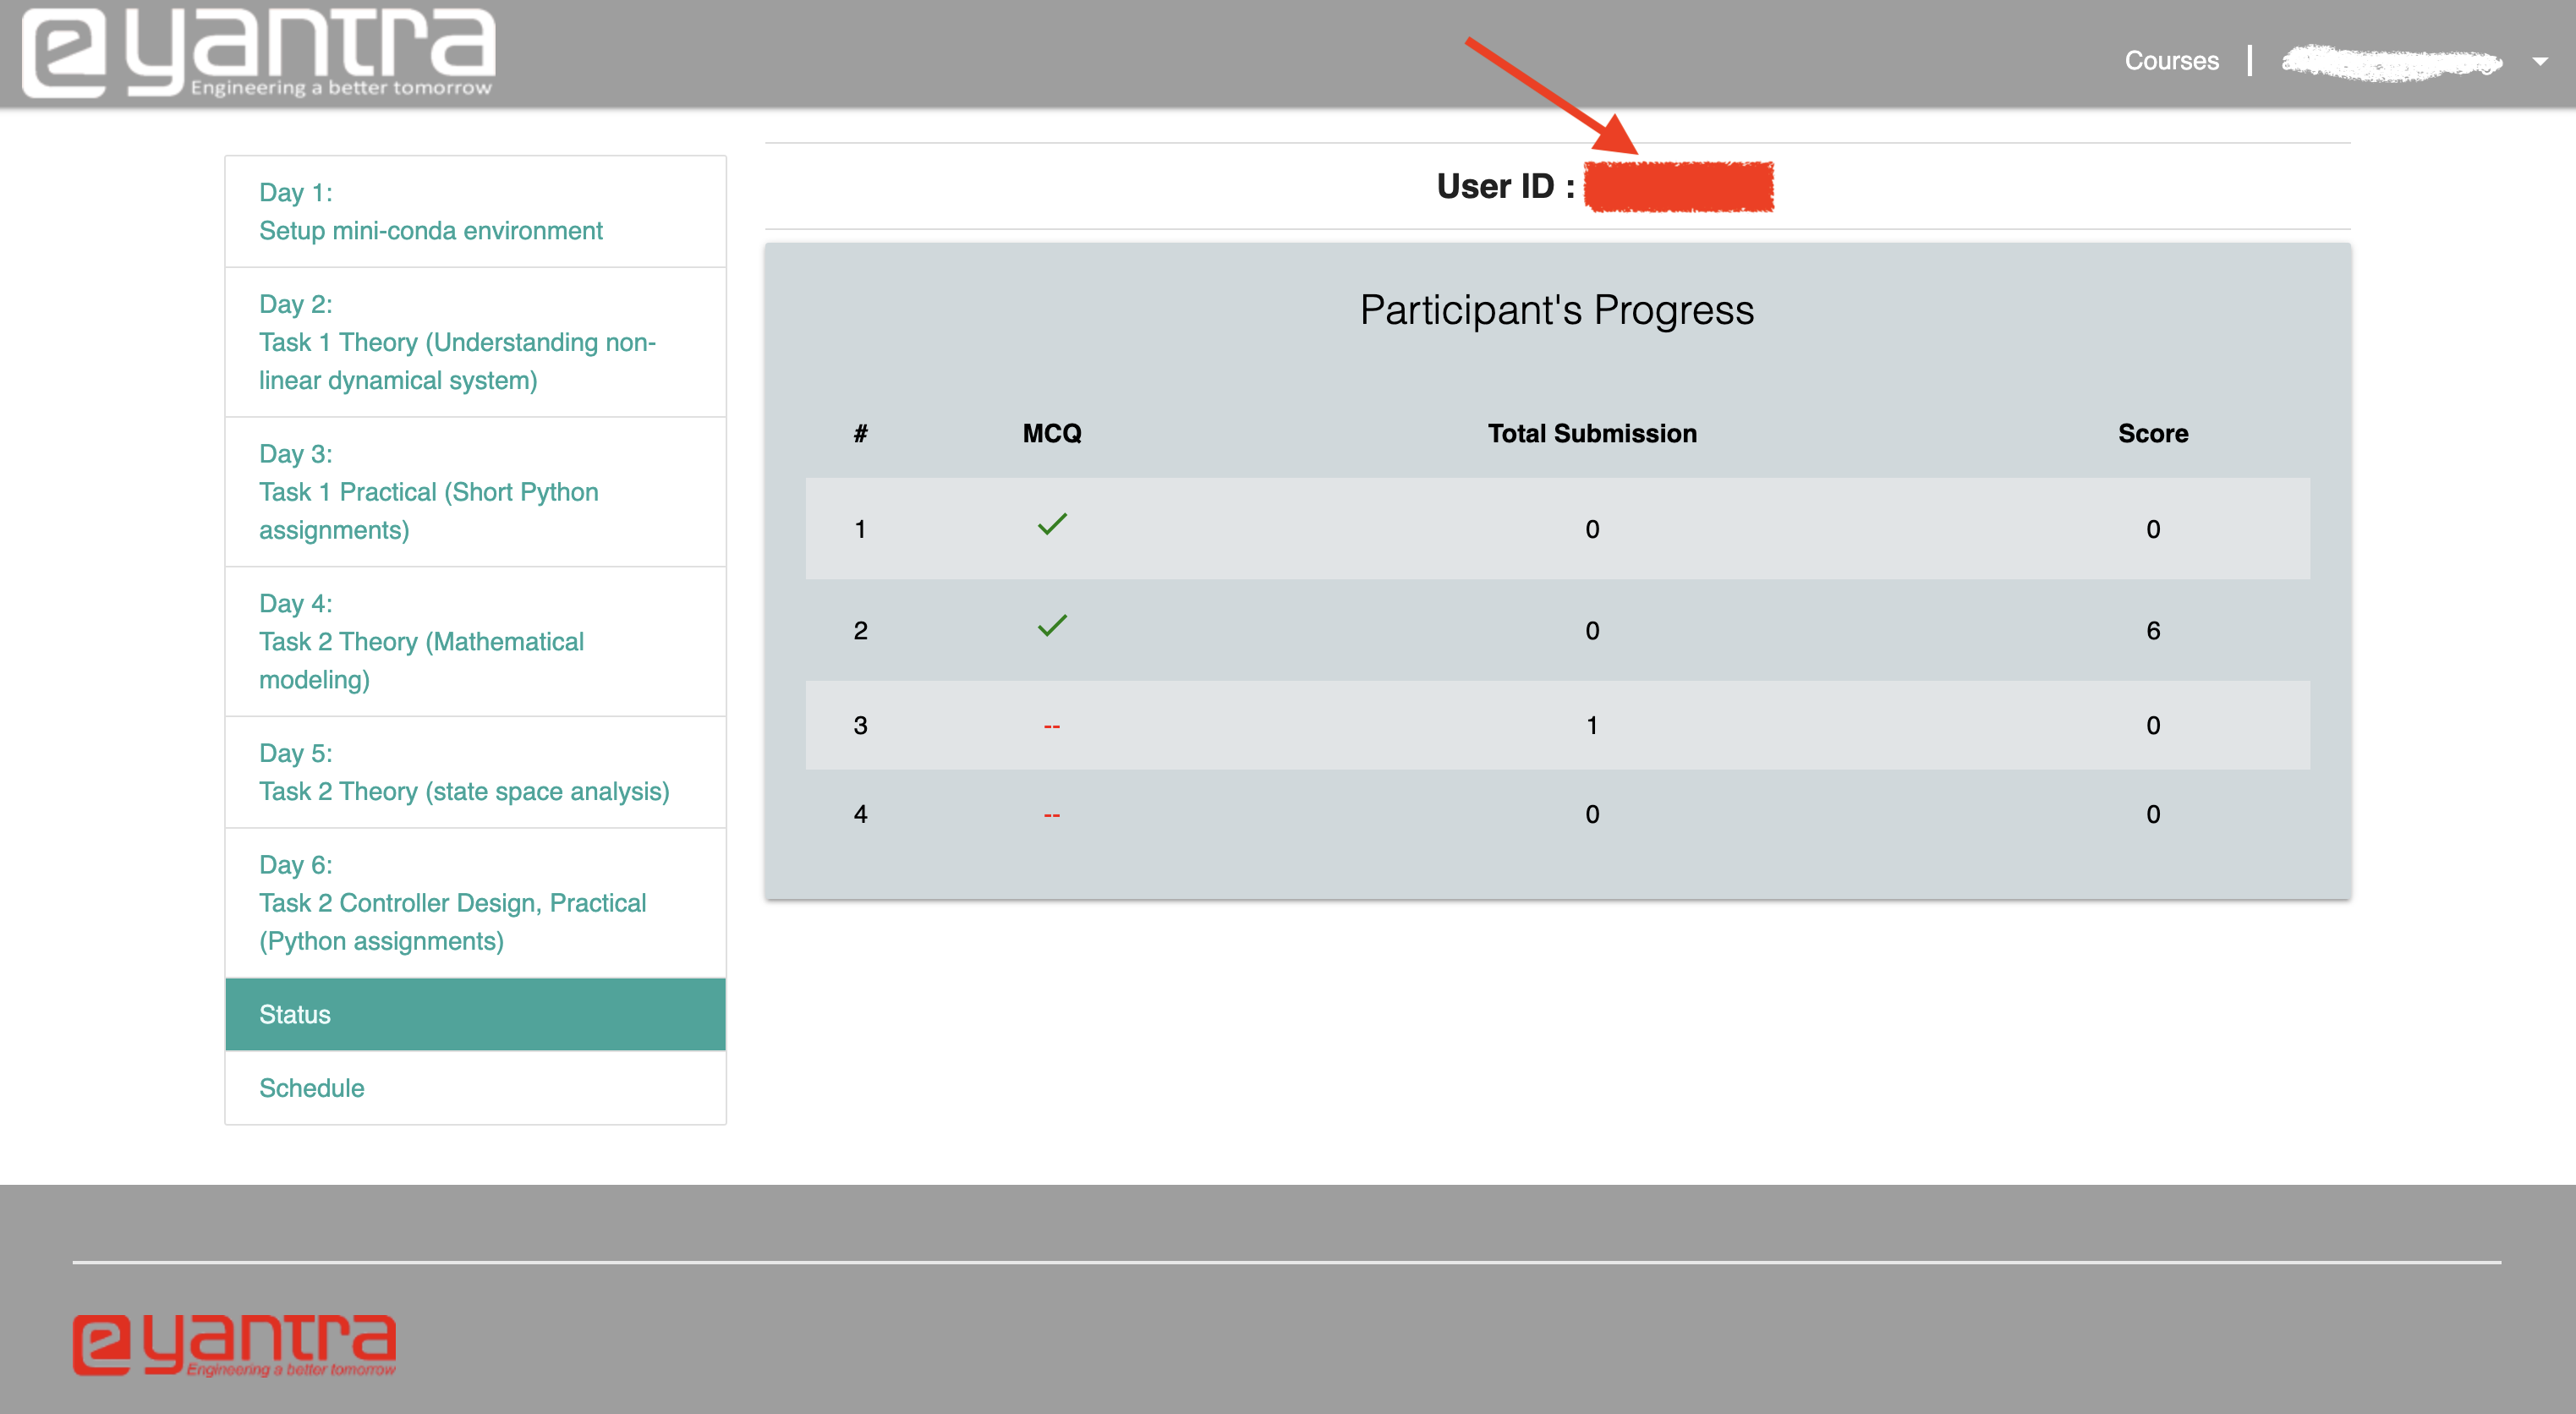 eyantra
Engineering a better tomorrow
Courses |
Day 1:
Setup mini-conda environment
Day 2:
Task 1 Theory (Understanding non-
linear dynamical system)
Day 3:
Task 1 Practical (Short Python
assignments)
Day 4:
Task 2 Theory (Mathematical
modeling)
Day 5:
Task 2 Theory (state space analysis)
Day 6:
Task 2 Controller Design, Practical
(Python assignments)
Status
Schedule
User ID :
Participant's Progress
# MCQ Total Submission Score
1 ✓ 0 0
2 ✓ 0 6
3 -- 1 0
4 -- 0 0
eyantra
Engineering a better tomorrow